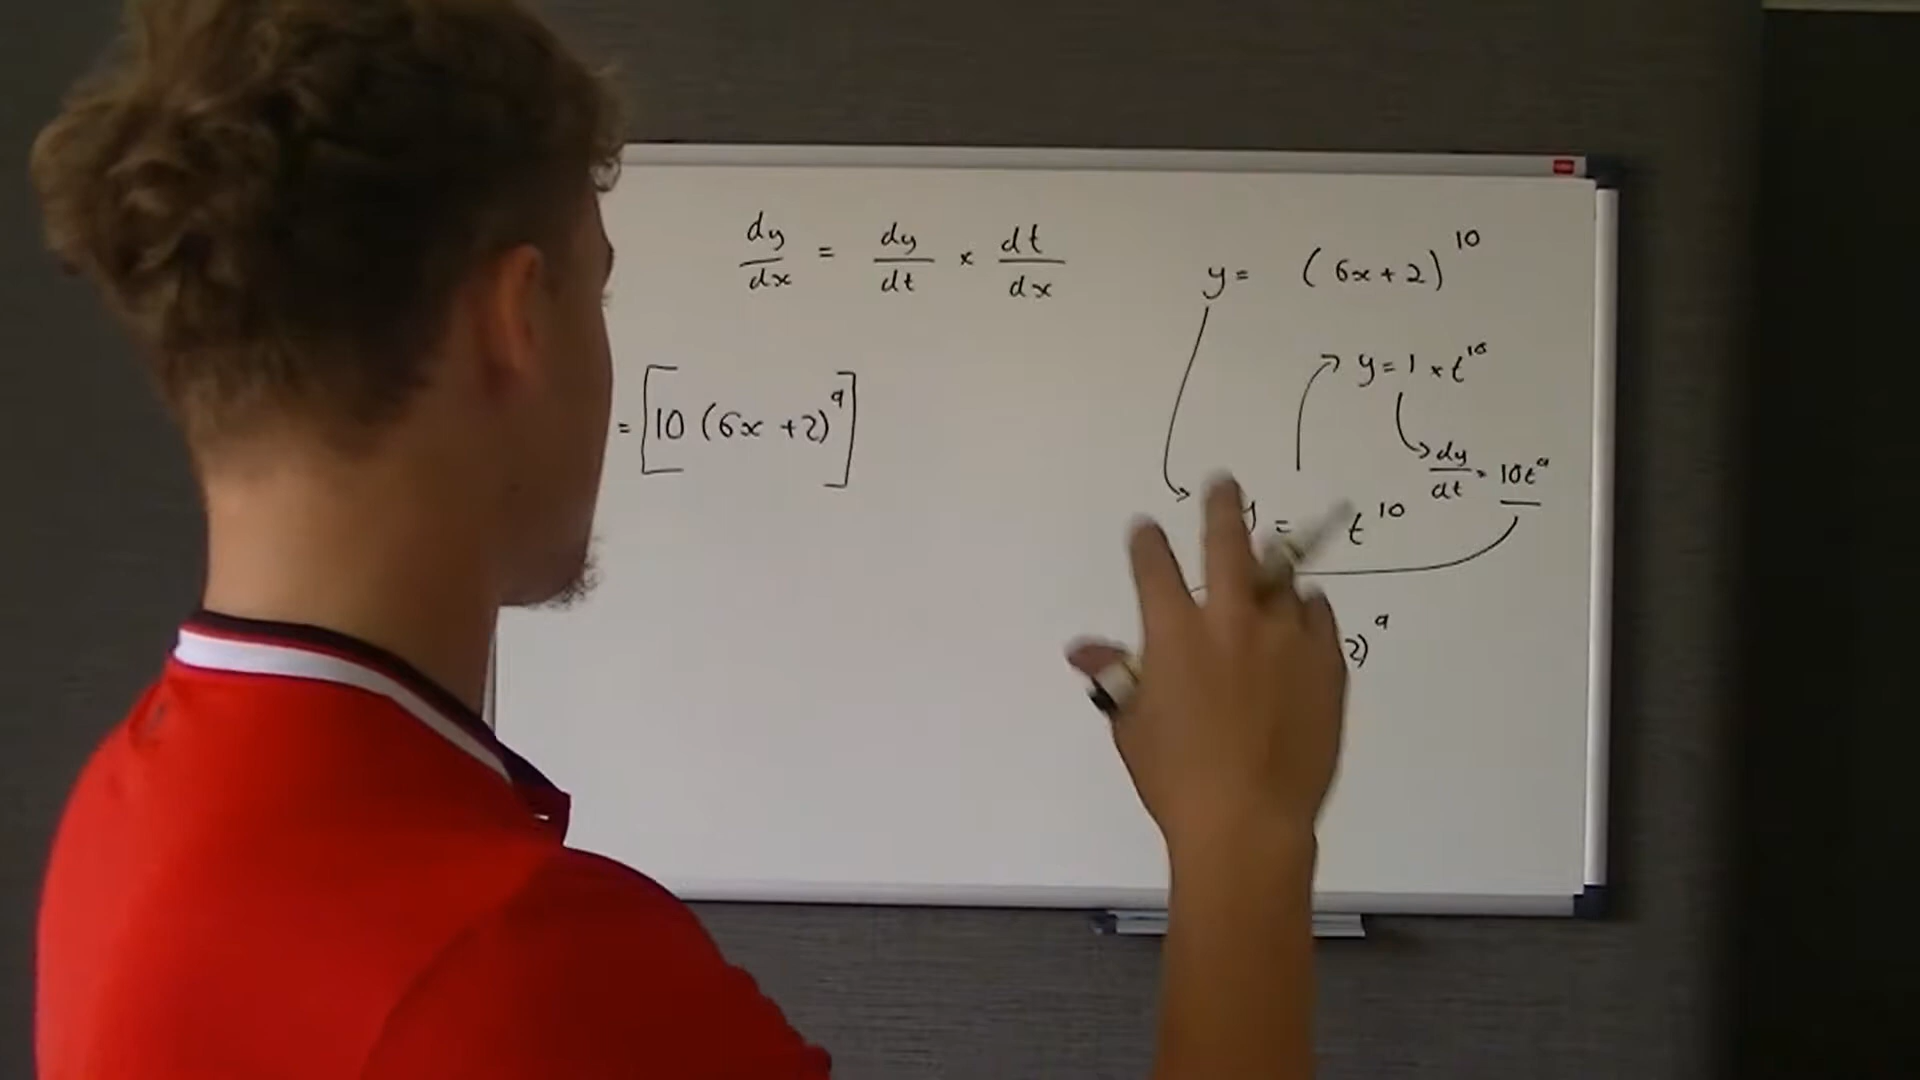 dy/dx = dy/dt × dt/dx
= [10 (6x +2)^9]
y = (6x + 2)^10
y = 1 × t^10
dy/dt = 10t^9
y = t^10
2)^9